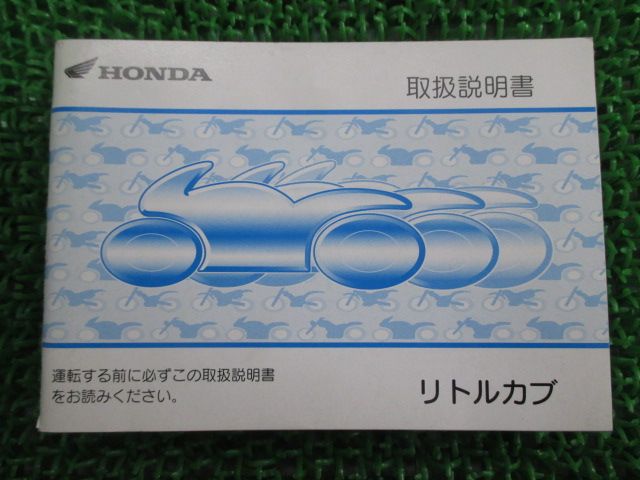 HONDA
取扱説明書
運転する前に必ずこの取扱説明書
をお読みください。
リトルカブ